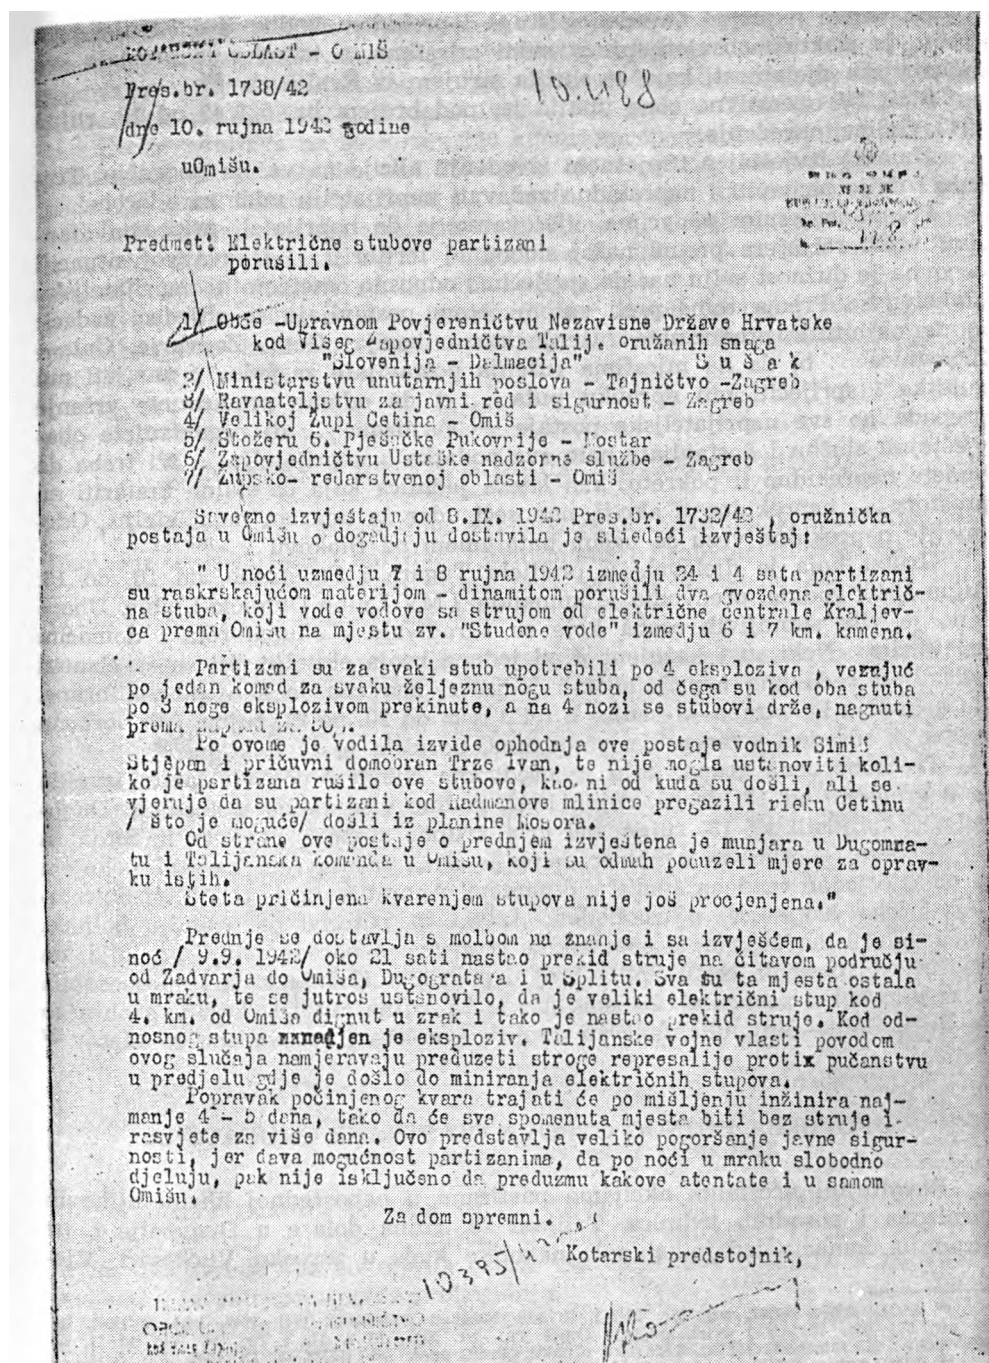 KOTARSKA OBLAST - OMIŠ
Pres.br. 1738/42
dne 10. rujna 1942 godine
uOmišu.
10.488
Predmet: Električne stubove partizani
porušili.
1/ Obće -Upravnom Povjereničtvu Nezavisne Države Hrvatske
kod Višeg Zapovjedničtva Talij. oružanih snaga
"Slovenija - Dalmacija" S u š a k
2/ Ministarstvu unutarnjih poslova - Tajničtvo -Zagreb
3/ Ravnateljstvu za javni red i sigurnost - Zagreb
4/ Velikoj Župi Cetina - Omiš
5/ Stožeru 6. Pješačke Pukovnije - Mostar
6/ Zapovjedničtvu Ustaške nadzorne službe - Zagreb
7/ Župsko- redarstvenoj oblasti - Omiš
Savezno izvještaju od 8.IX. 1942 Pres.br. 1732/42 , oružnička
postaja u Omišu o dogodjaju dostavila je sliedeći izvještaj:
" U noći uzmedju 7 i 8 rujna 1942 izmedju 24 i 4 sata partizani
su raskrskajućom materijom - dinamitom porušili dva gvozdena električ-
na stuba, koji vode vodove sa strujom od električne centrale Kraljev-
ca prema Omišu na mjestu zv. "Studene vode" izmedju 6 i 7 km. kamena.
Partizani su za svaki stub upotrebili po 4 eksploziva , vezajuć
po jedan komad za svaku željeznu nogu stuba, od čega su kod oba stuba
po 3 noge eksplozivom prekinute, a na 4 nozi se stubovi drže, nagnuti
prema
Po ovome je vodila izvide ophodnja ove postaje vodnik Simiš
Stjepan i pričuvni domobran Trze Ivan, te nije mogla ustanoviti koli-
ko je partizana rušilo ove stubove, kao ni od kuda su došli, ali se
vjeruje da su partizani kod Radmanove mlinice pregazili rieku Cetinu
/ što je moguće/ došli iz planine Mosora.
Od strane ove postaje o prednjem izvještena je munjara u Dugomra-
tu i Talijanska komanda u Omišu, koji su odmah poduzeli mjere za oprav-
ku istih.
Šteta pričinjena kvarenjem stupova nije još procjenjena."
Prednje se dostavlja s molbom na znanje i sa izvješćem, da je si-
noć / 9.9. 1942/ oko 21 sati nastao prekid struje na čitavom području
od Zadvarja do Omiša, Dugograta a i u Splitu. Sva su ta mjesta ostala
u mraku, te se jutros ustanovilo, da je veliki električni stup kod
4. km. od Omiša dignut u zrak i tako je nastao prekid struje. Kod od-
nosnog stupa nadjen je eksploziv. Talijanske vojne vlasti povodom
ovog slučaja namjeravaju preduzeti stroge represalije protix pučanstvu
u predjelu gdje je došlo do miniranja električnih stupova.
Popravak počinjenog kvara trajati će po mišljenju inžinira naj-
manje 4 - 5 dana, tako da će sva spomenuta mjesta biti bez struje i
rasvjete za više dana. Ovo predstavlja veliko pogoršanje javne sigur-
nosti, jer dava mogućnost partizanima, da po noći u mraku slobodno
djeluju, pak nije isključeno da preduzmu kakove atentate i u samom
Omišu.
Za dom spremni.
Kotarski predstojnik,
10395/